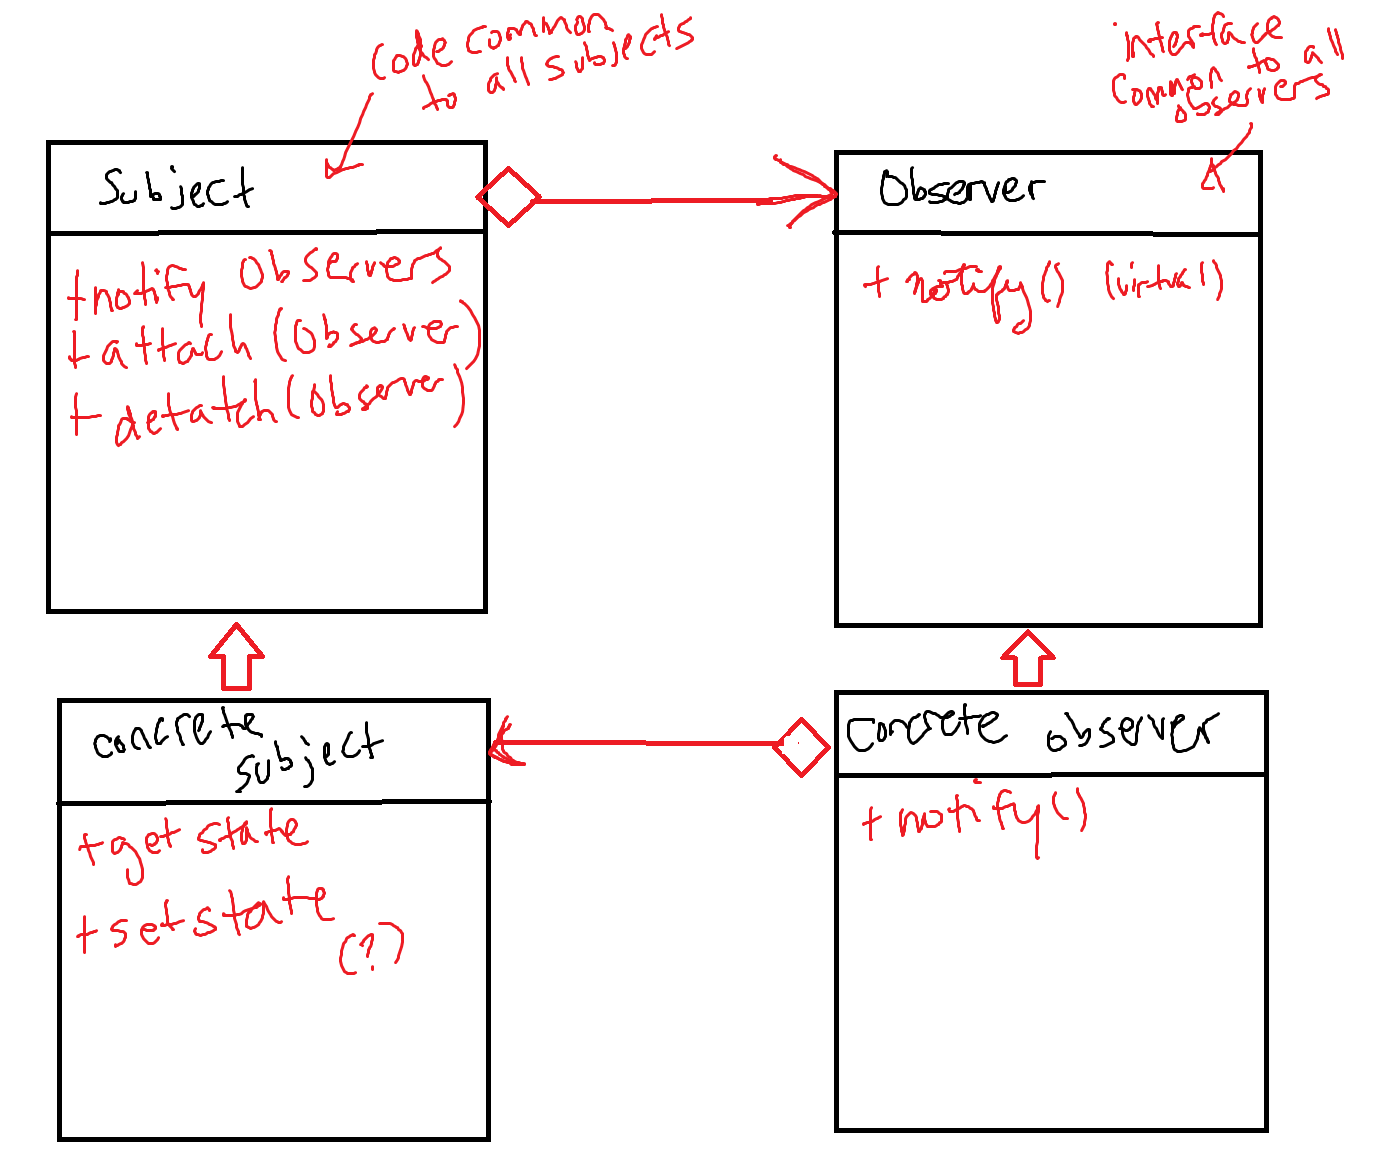 Code common
to all subjects
interface
Common to all
observers
Subject
+notify Observers
+attach (Observer)
+detatch (Observer)
Observer
+ notify() (virtual)
concrete
subject
+get state
+set state
(?)
Concrete observer
+notify()